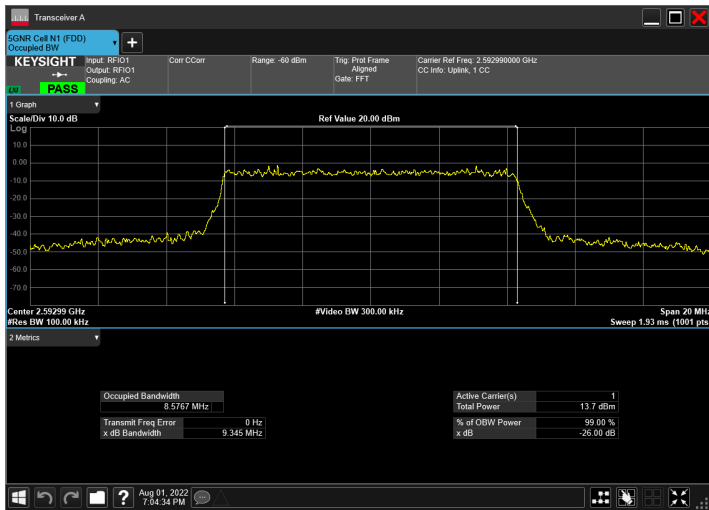 Transceiver A
5GNR Cell N1 (FDD)
Occupied BW
+
KEYSIGHT
LXI
PASS
Input: RFIO1
Output: RFIO1
Coupling: AC
Corr CCorr
Range: -60 dBm
Trig: Prot Frame
Aligned
Gate: FFT
Carrier Ref Freq: 2.592990000 GHz
CC Info: Uplink, 1 CC
1 Graph
Scale/Div 10.0 dB
Ref Value 20.00 dBm
Log
10.0
0.00
-10.0
-20.0
-30.0
-40.0
-50.0
-60.0
-70.0
Center 2.59299 GHz
#Video BW 300.00 kHz
Span 20 MHz
#Res BW 100.00 kHz
Sweep 1.93 ms (1001 pts
2 Metrics
Occupied Bandwidth
8.5767 MHz
Transmit Freq Error 0 Hz
x dB Bandwidth 9.345 MHz
Active Carrier(s) 1
Total Power 13.7 dBm
% of OBW Power 99.00 %
x dB -26.00 dB
?
Aug 01, 2022
7:04:34 PM